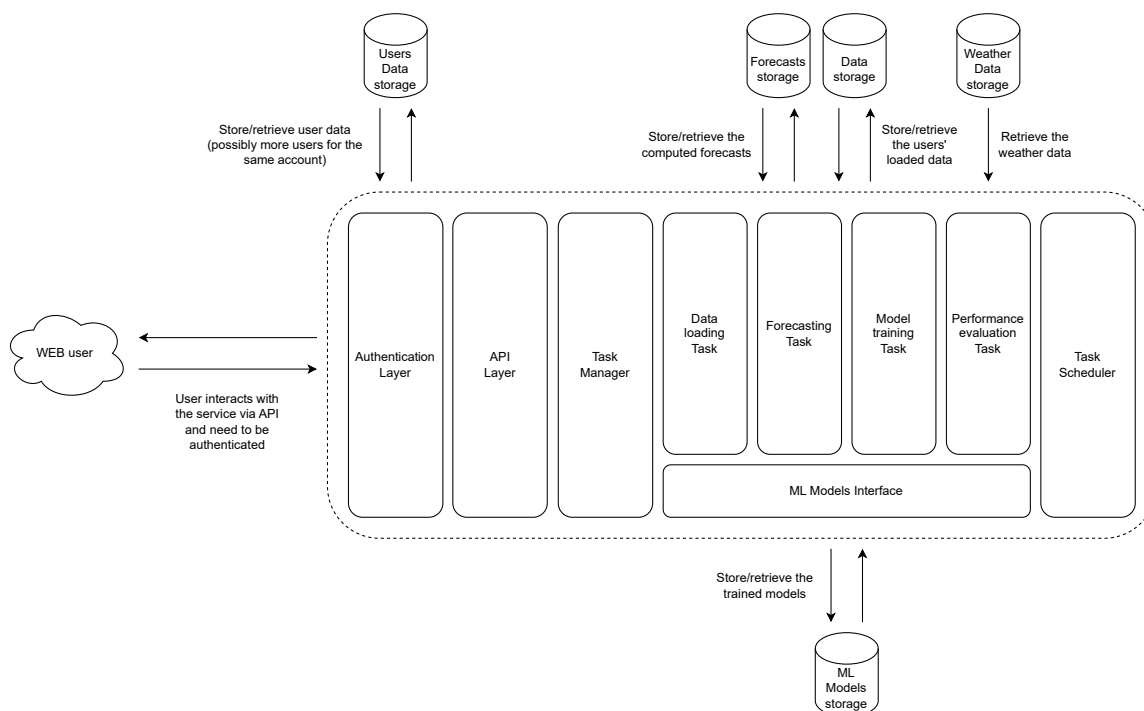 Users
Data
storage
Forecasts
storage
Data
storage
Weather
Data
storage
Store/retrieve user data
(possibly more users for the
same account)
Store/retrieve the
computed forecasts
Store/retrieve
the users'
loaded data
Retrieve the
weather data
WEB user
User interacts with
the service via API
and need to be
authenticated
Authentication
Layer
API
Layer
Task
Manager
Data
loading
Task
Forecasting
Task
Model
training
Task
Performance
evaluation
Task
Task
Scheduler
ML Models Interface
Store/retrieve the
trained models
ML
Models
storage